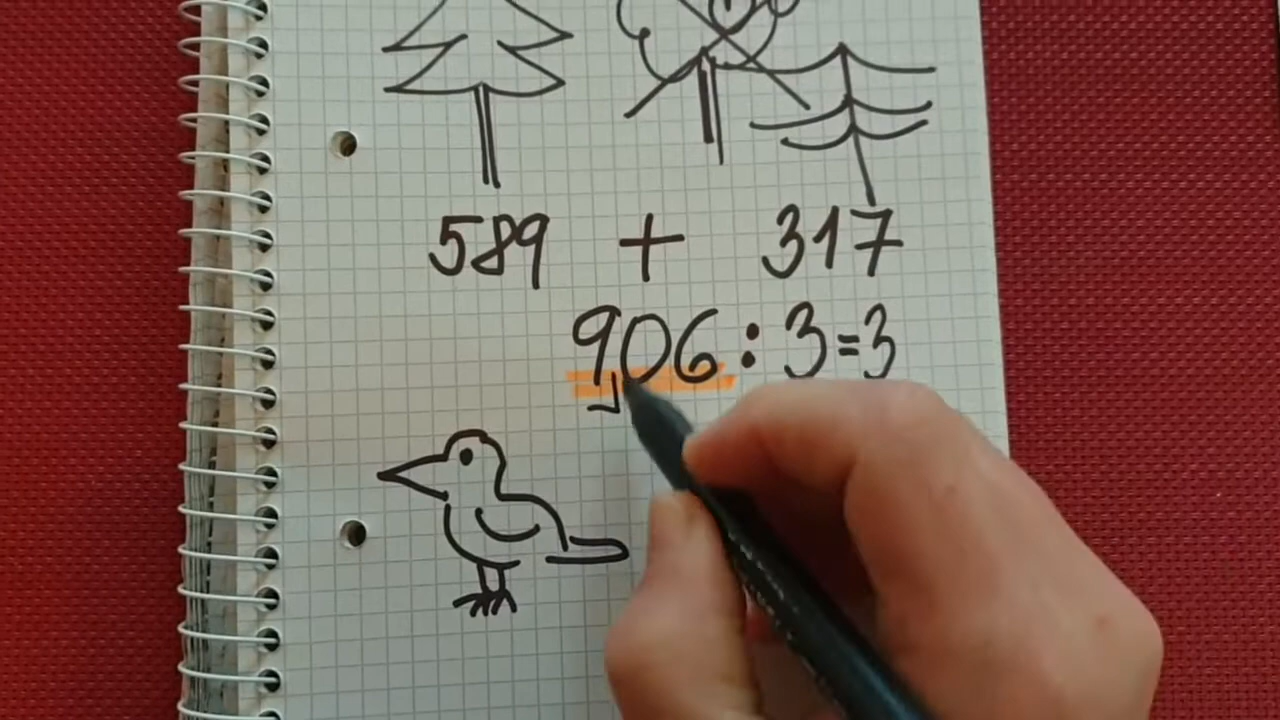 589 + 317
906 : 3 = 3